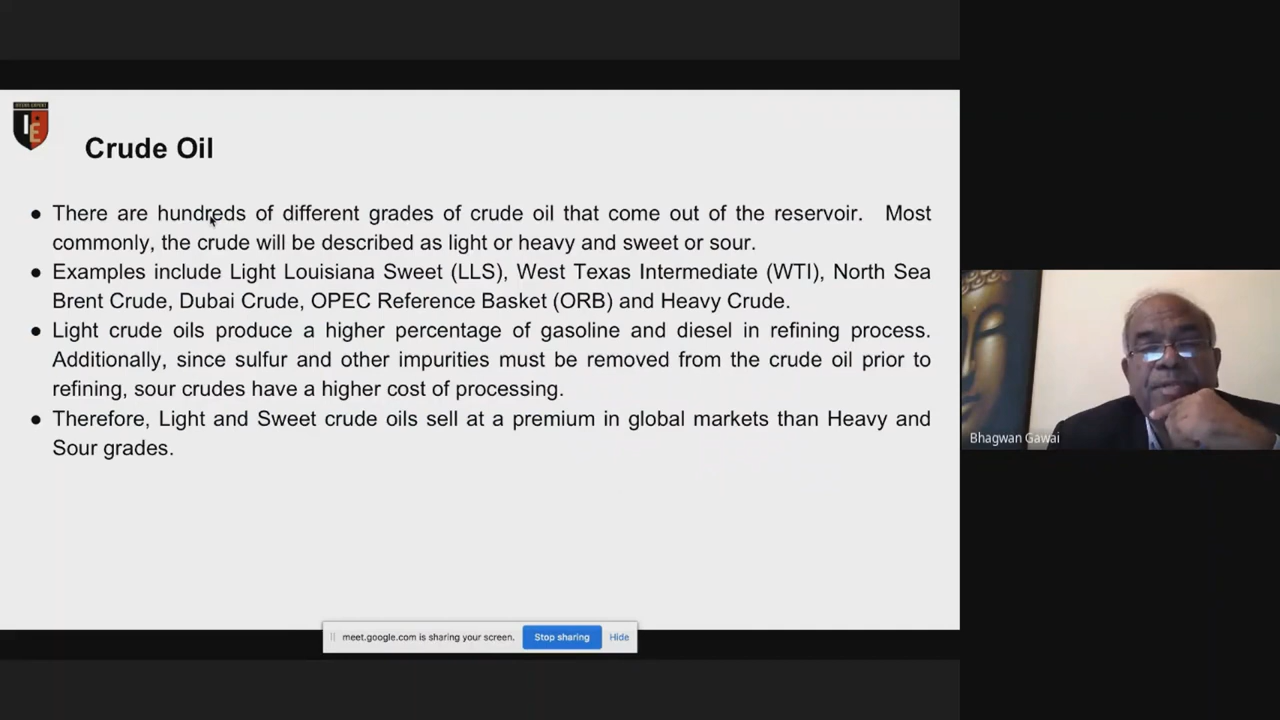 Crude Oil
● There are hundreds of different grades of crude oil that come out of the reservoir. Most
commonly, the crude will be described as light or heavy and sweet or sour.
● Examples include Light Louisiana Sweet (LLS), West Texas Intermediate (WTI), North Sea
Brent Crude, Dubai Crude, OPEC Reference Basket (ORB) and Heavy Crude.
● Light crude oils produce a higher percentage of gasoline and diesel in refining process.
Additionally, since sulfur and other impurities must be removed from the crude oil prior to
refining, sour crudes have a higher cost of processing.
● Therefore, Light and Sweet crude oils sell at a premium in global markets than Heavy and
Sour grades.
Bhagwan Gawai
meet.google.com is sharing your screen. Stop sharing Hide
IE